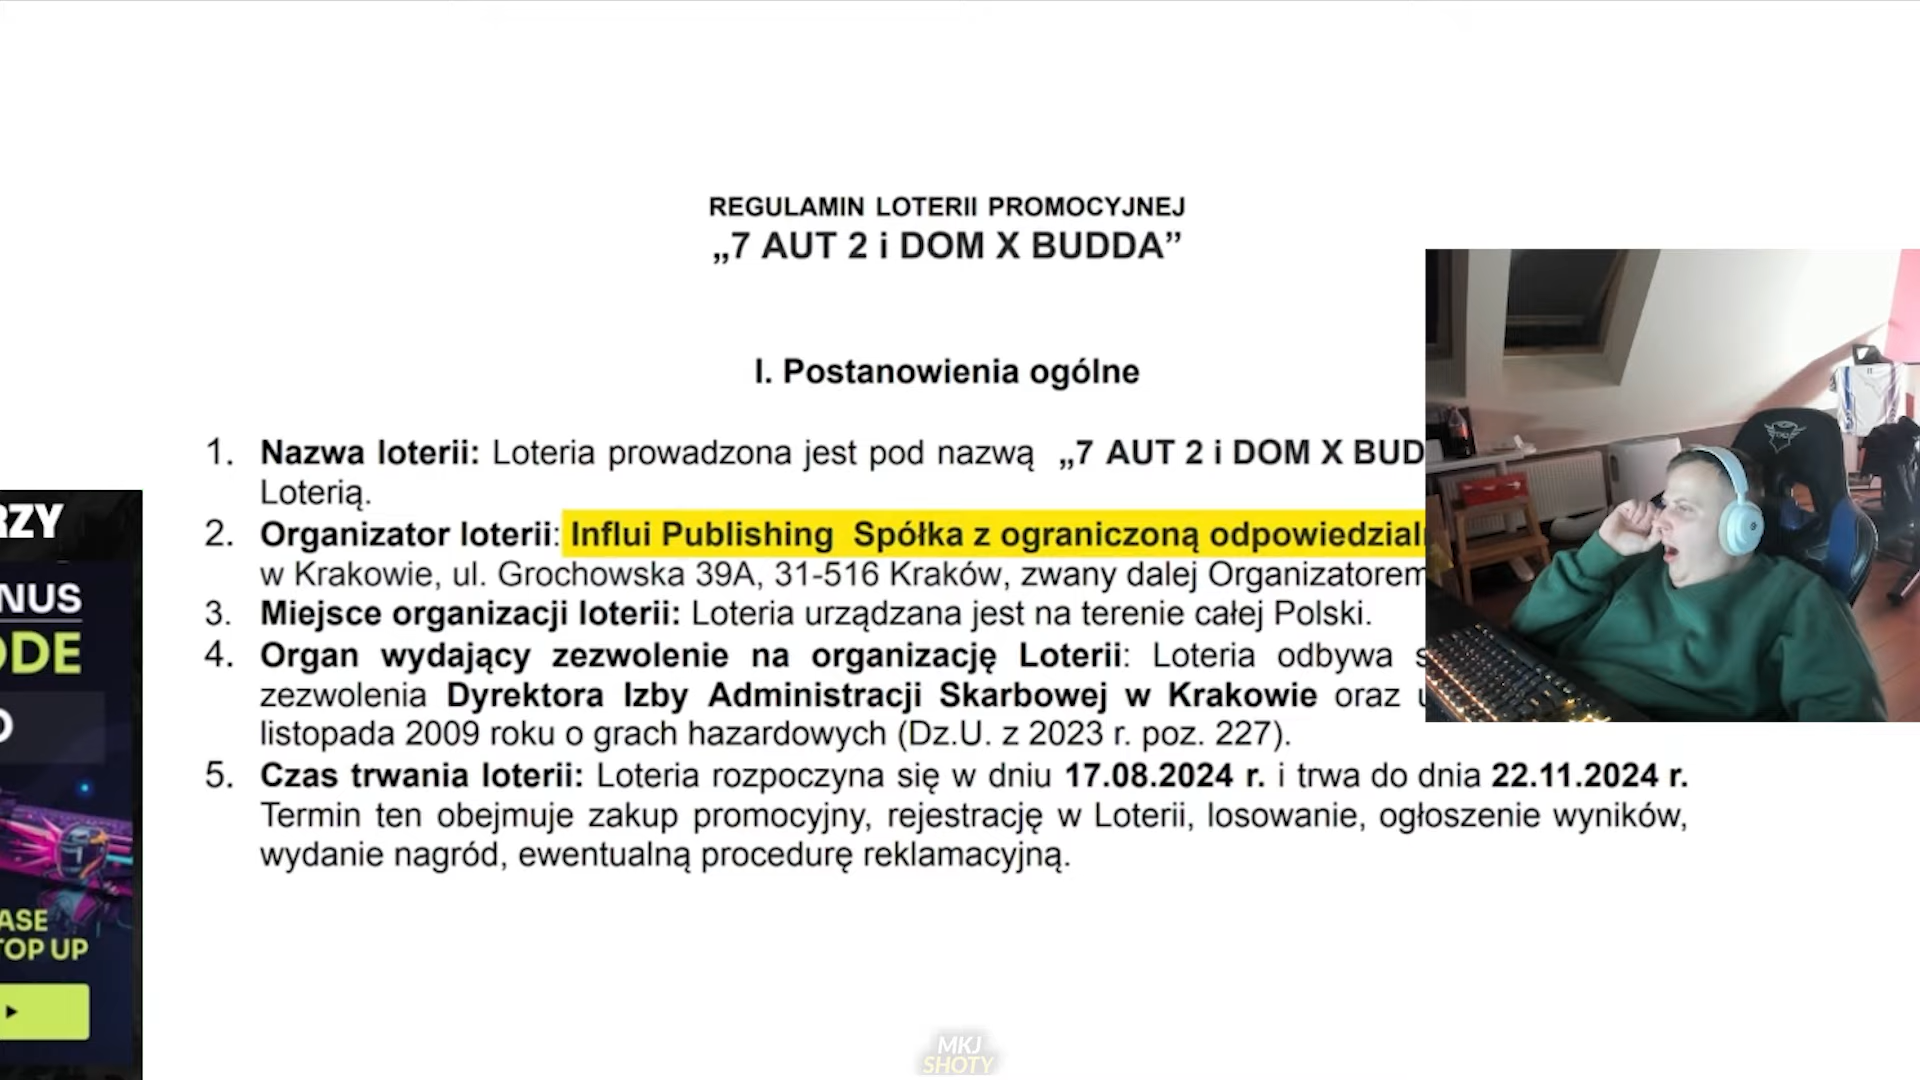 REGULAMIN LOTERII PROMOCYJNEJ
„7 AUT 2 i DOM X BUDDA”
I. Postanowienia ogólne
1. Nazwa loterii: Loteria prowadzona jest pod nazwą „7 AUT 2 i DOM X BUD
Loterią.
2. Organizator loterii: Influi Publishing Spółka z ograniczoną odpowiedzialn
w Krakowie, ul. Grochowska 39A, 31-516 Kraków, zwany dalej Organizatorem
3. Miejsce organizacji loterii: Loteria urządzana jest na terenie całej Polski.
4. Organ wydający zezwolenie na organizację Loterii: Loteria odbywa
zezwolenia Dyrektora Izby Administracji Skarbowej w Krakowie oraz
listopada 2009 roku o grach hazardowych (Dz.U. z 2023 r. poz. 227).
5. Czas trwania loterii: Loteria rozpoczyna się w dniu 17.08.2024 r. i trwa do dnia 22.11.2024 r.
Termin ten obejmuje zakup promocyjny, rejestrację w Loterii, losowanie, ogłoszenie wyników,
wydanie nagród, ewentualną procedurę reklamacyjną.
RZY
NUS
ODE
O
ASE
TOP UP
MKJ
SHOTY